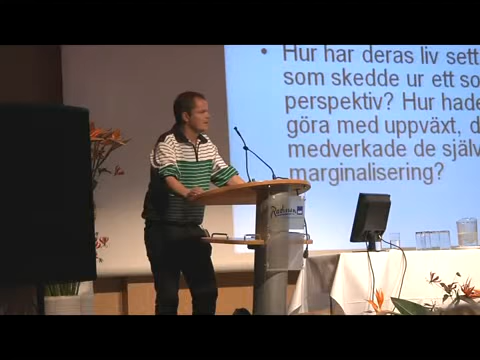 • Hur har deras liv sett
som skedde ur ett so
perspektiv? Hur hade
göra med uppväxt, d
medverkade de själv
marginalisering?
Radisson